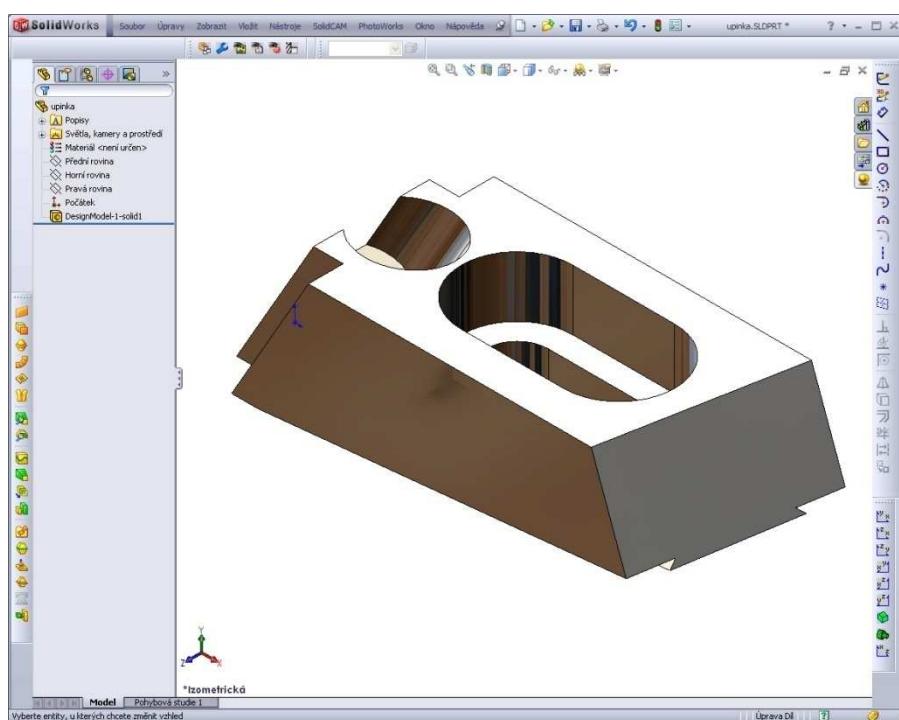 SolidWorks Soubor Úpravy Zobrazit Vložit Nástroje SolidCAM PhotoWorks Okno Nápověda upinka.SLDPRT *
upinka
Popisy
Světla, kamery a prostředí
Materiál <není určen>
Přední rovina
Horní rovina
Pravá rovina
Počátek
DesignModel-1-solid1
Y
Z
X
*Izometrická
Model Pohybová studie 1
Vyberte entity, u kterých chcete změnit vzhled Úprava Díl